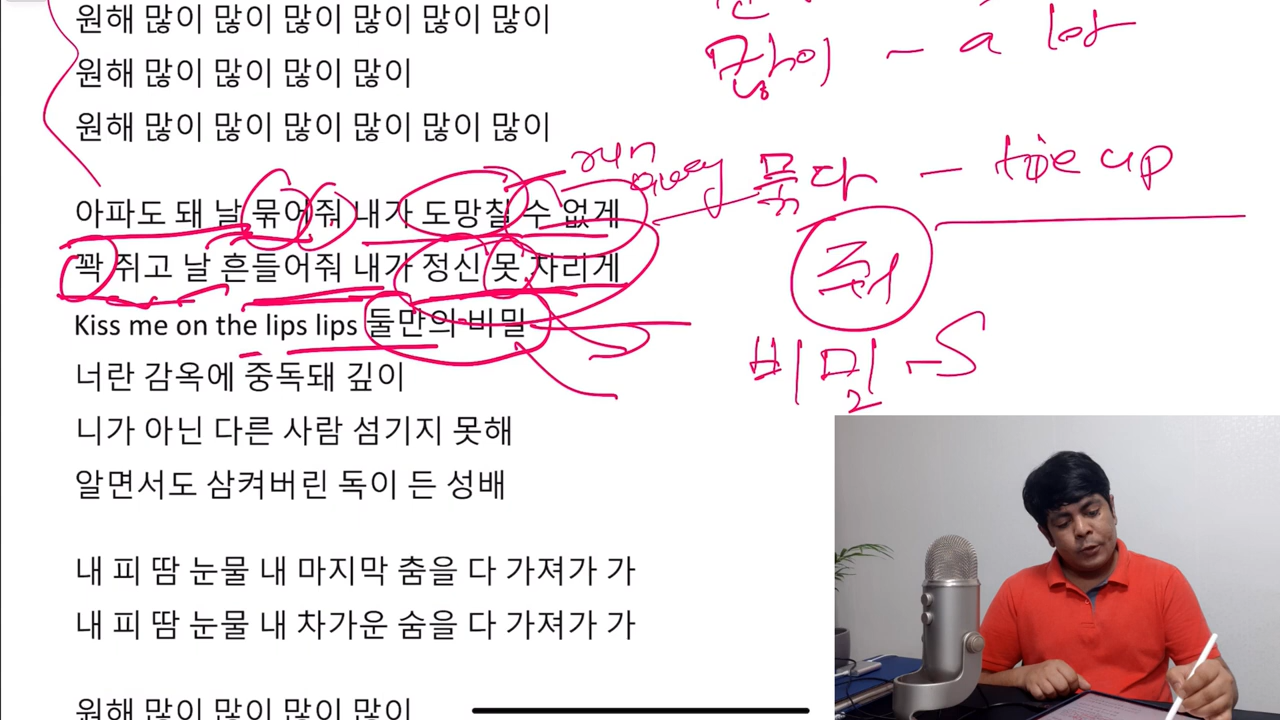 원해 많이 많이 많이 많이 많이 많이
원해 많이 많이 많이 많이
원해 많이 많이 많이 많이 많이 많이
아파도 돼 날 묶어줘 내가 도망칠 수 없게
꽉 쥐고 날 흔들어줘 내가 정신 못 차리게
Kiss me on the lips lips 둘만의 비밀
너란 감옥에 중독돼 깊이
니가 아닌 다른 사람 섬기지 못해
알면서도 삼켜버린 독이 든 성배
내 피 땀 눈물 내 마지막 춤을 다 가져가 가
내 피 땀 눈물 내 차가운 숨을 다 가져가 가
원해 많이 많이 많이 많이
많이 - a lot
run away
묶다 - tie up
줘
비밀 - S